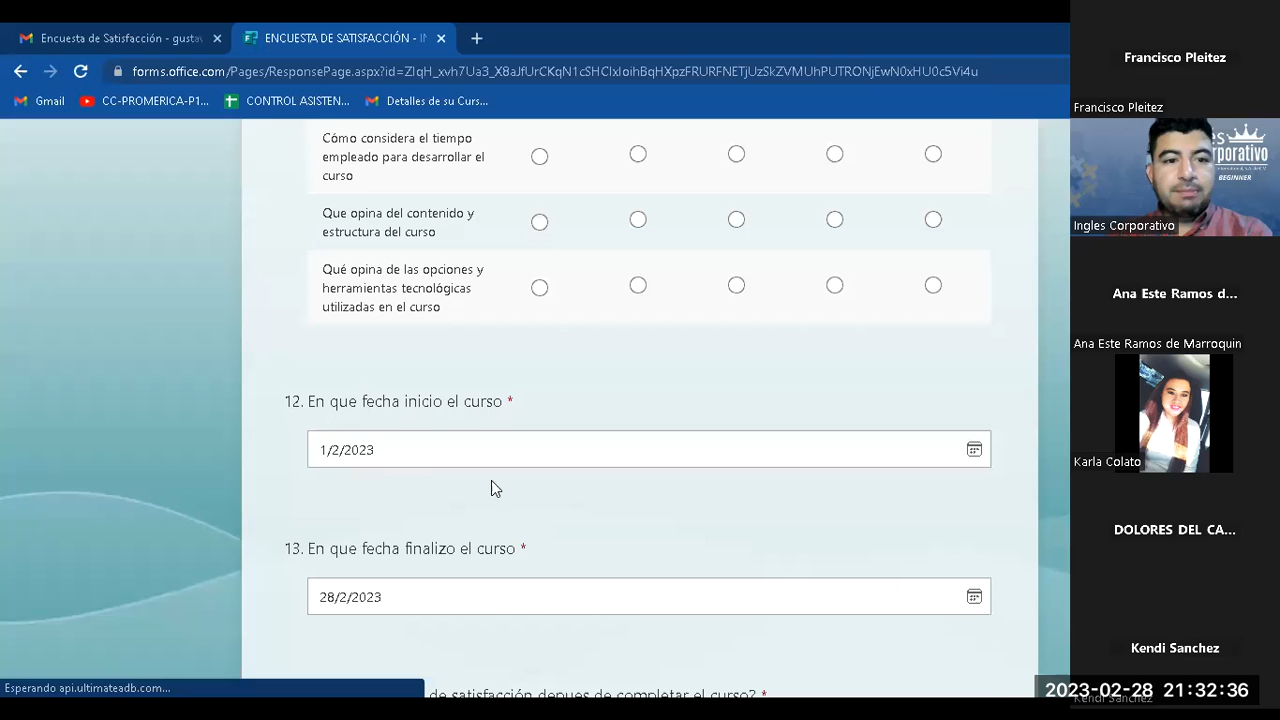 Encuesta de Satisfacción - gusta
ENCUESTA DE SATISFACCIÓN - IN
forms.office.com/Pages/ResponsePage.aspx?id=ZIqH_xvh7Ua3_X8aJfUrCKqN1cSHCIxIoihBqHXpzFRURFNETjUzSkZVMUhPUTRONjEwN0xHU0c5Vi4u
Gmail
CC-PROMERICA-P1...
CONTROL ASISTEN...
Detalles de su Curs...
Cómo considera el tiempo
empleado para desarrollar el
curso
Que opina del contenido y
estructura del curso
Qué opina de las opciones y
herramientas tecnológicas
utilizadas en el curso
12. En que fecha inicio el curso *
1/2/2023
13. En que fecha finalizo el curso *
28/2/2023
de satisfacción depues de completar el curso? *
Esperando api.ultimateadb.com...
Francisco Pleitez
Francisco Pleitez
BEGINNER
Ingles Corporativo
Ana Este Ramos d...
Ana Este Ramos de Marroquin
Karla Colato
DOLORES DEL CA...
Kendi Sanchez
Kendi Sanchez
2023-02-28 21:32:36